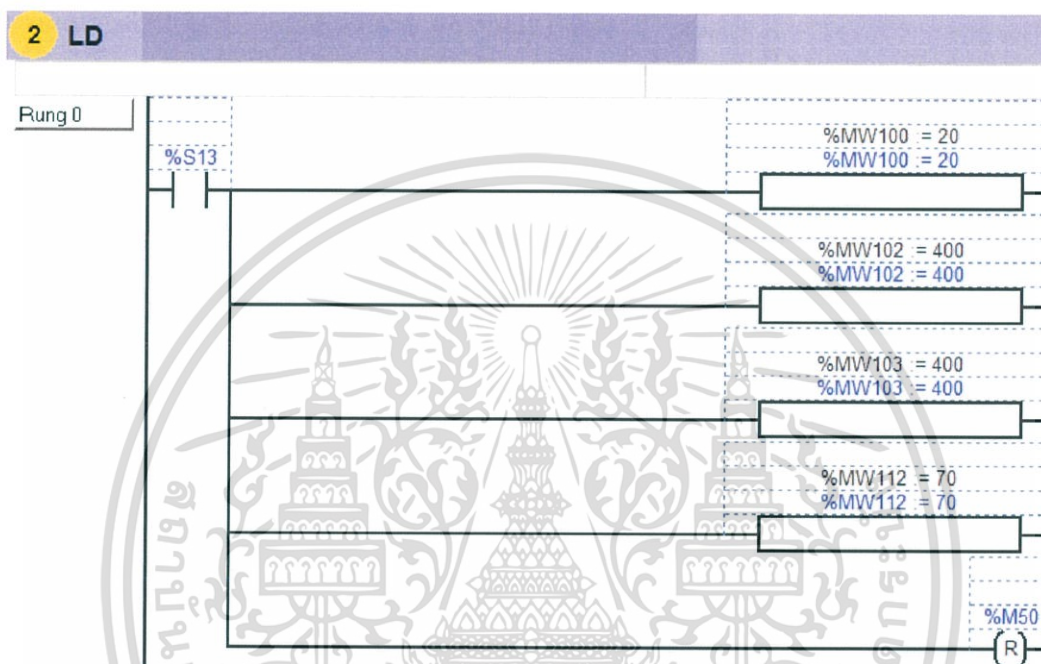 2 LD
Rung 0
%S13
%MW100 := 20
%MW100 := 20
%MW102 := 400
%MW102 := 400
%MW103 := 400
%MW103 := 400
%MW112 := 70
%MW112 := 70
%M50
R